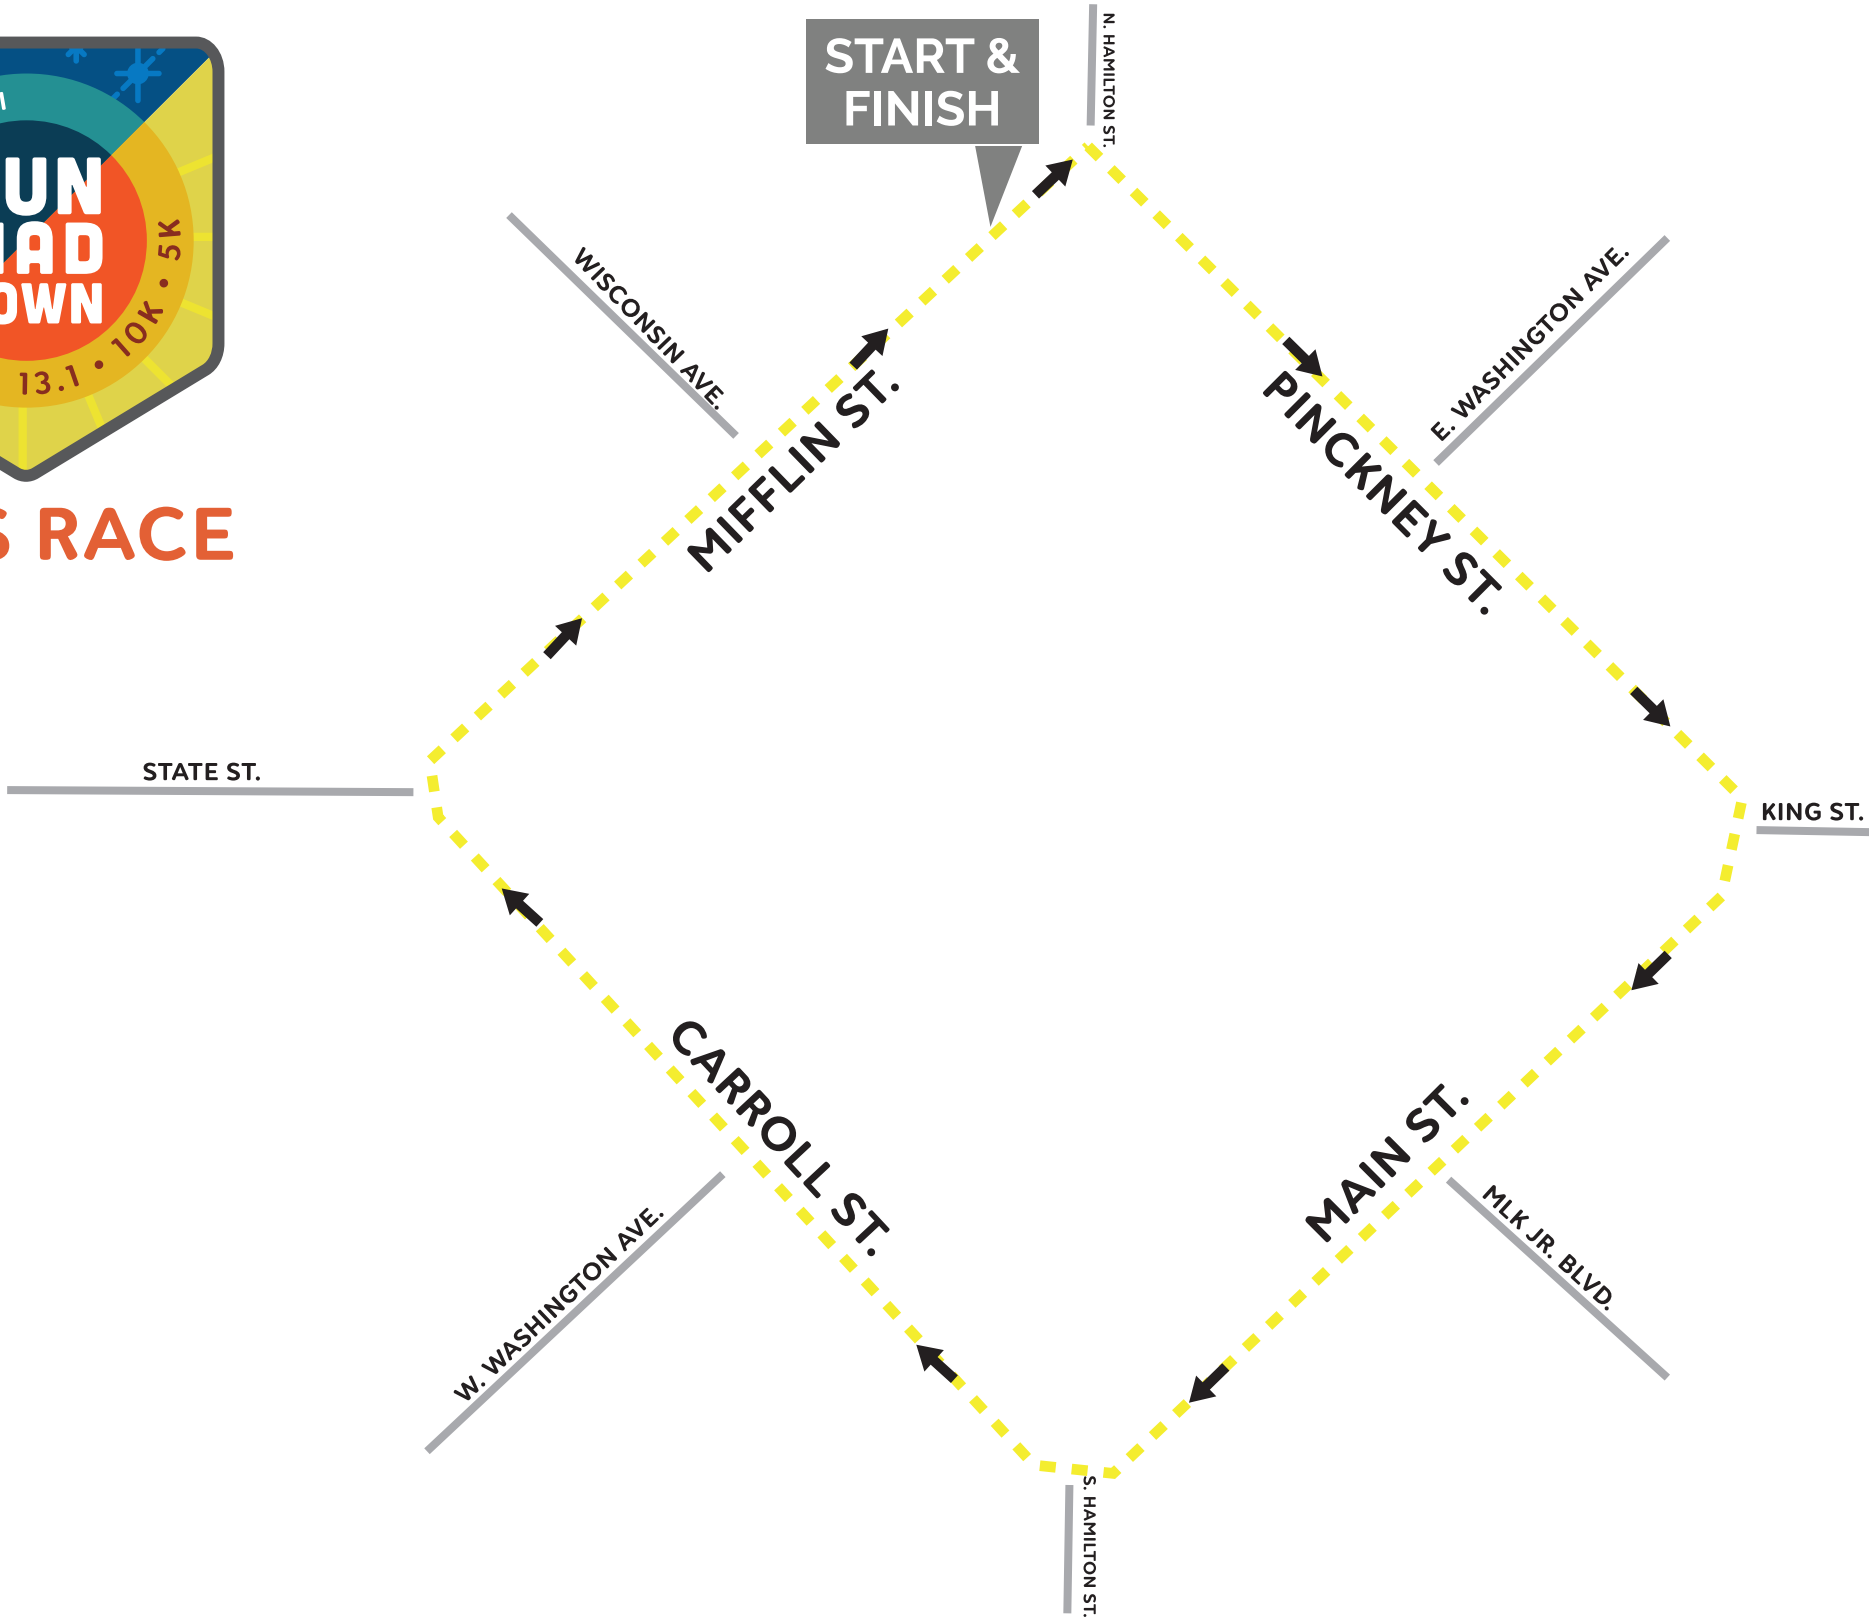 START &
FINISH
N. HAMILTON ST.
UN
AD
OWN
13.1 • 10K • 5K
S RACE
WISCONSIN AVE.
MIFFLIN ST.
PINCKNEY ST.
E. WASHINGTON AVE.
STATE ST.
KING ST.
CARROLL ST.
MAIN ST.
W. WASHINGTON AVE.
MLK JR. BLVD.
S. HAMILTON ST.